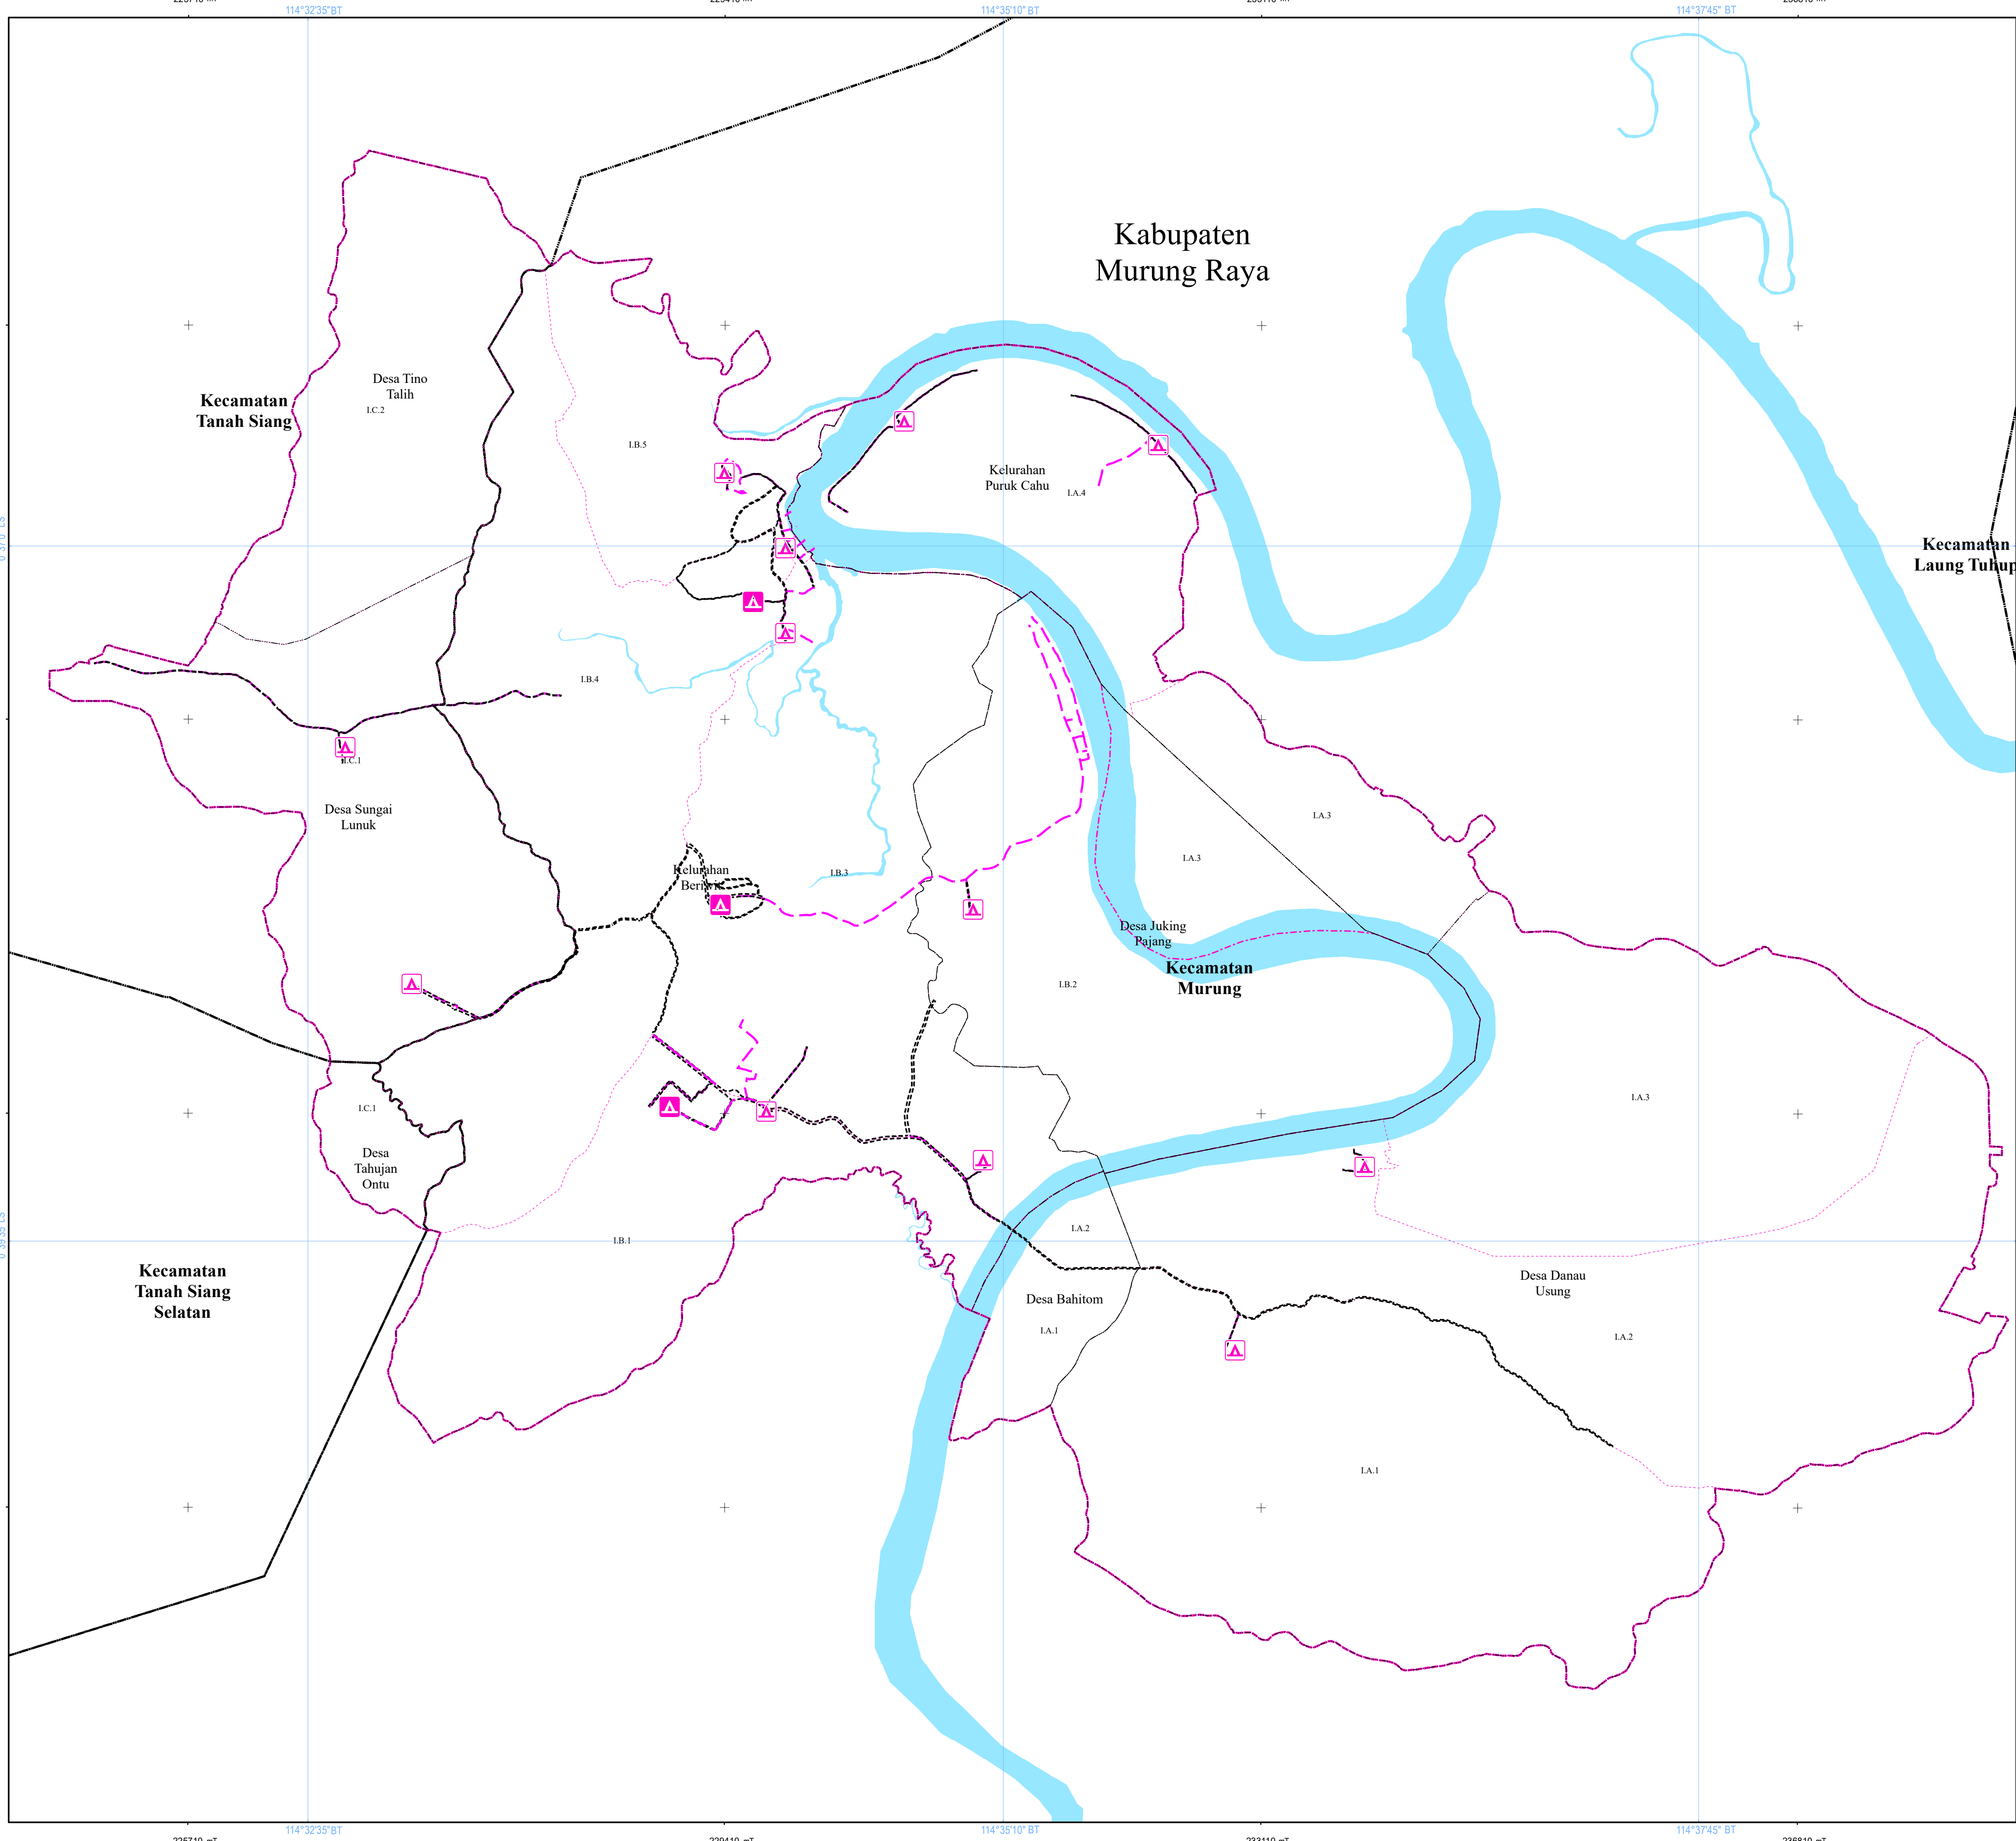 114°32'35"BT
114°35'10" BT
114°37'45" BT
Kabupaten
Murung Raya
Desa Tino
Talih
I.C.2
Kecamatan
Tanah Siang
I.B.5
Kelurahan
Puruk Cahu
I.A.4
Kecamatan
Laung Tuhup
I.B.4
I.C.1
Desa Sungai
Lunuk
I.A.3
I.A.3
Kelurahan
I.B.3
Desa Juking
Pajang
Kecamatan
Murung
I.B.2
I.A.3
I.C.1
Desa
Tahujan
Ontu
I.A.2
I.B.1
Kecamatan
Tanah Siang
Selatan
Desa Danau
Usung
Desa Bahitom
I.A.1
I.A.2
I.A.1
114°32'35"BT
114°35'10" BT
114°37'45" BT